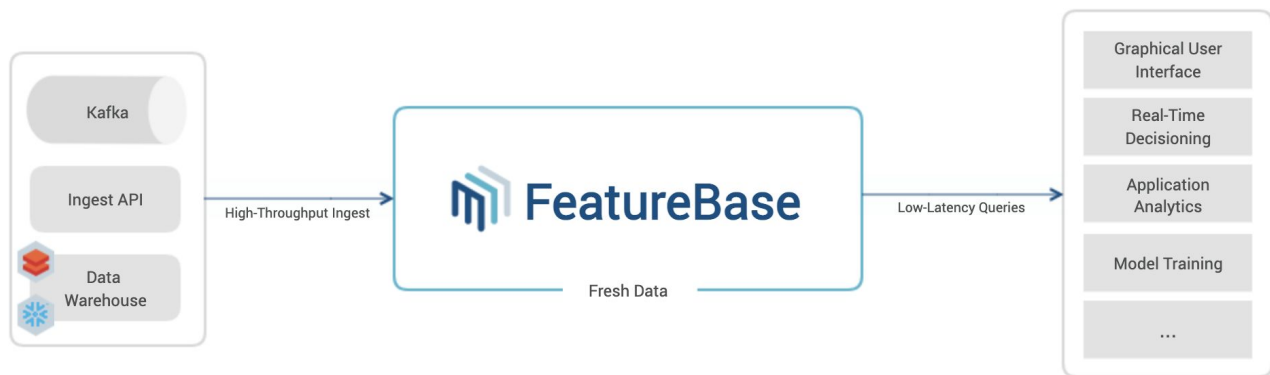 Kafka
Ingest API
Data
Warehouse
High-Throughput Ingest
FeatureBase
Fresh Data
Low-Latency Queries
Graphical User
Interface
Real-Time
Decisioning
Application
Analytics
Model Training
...